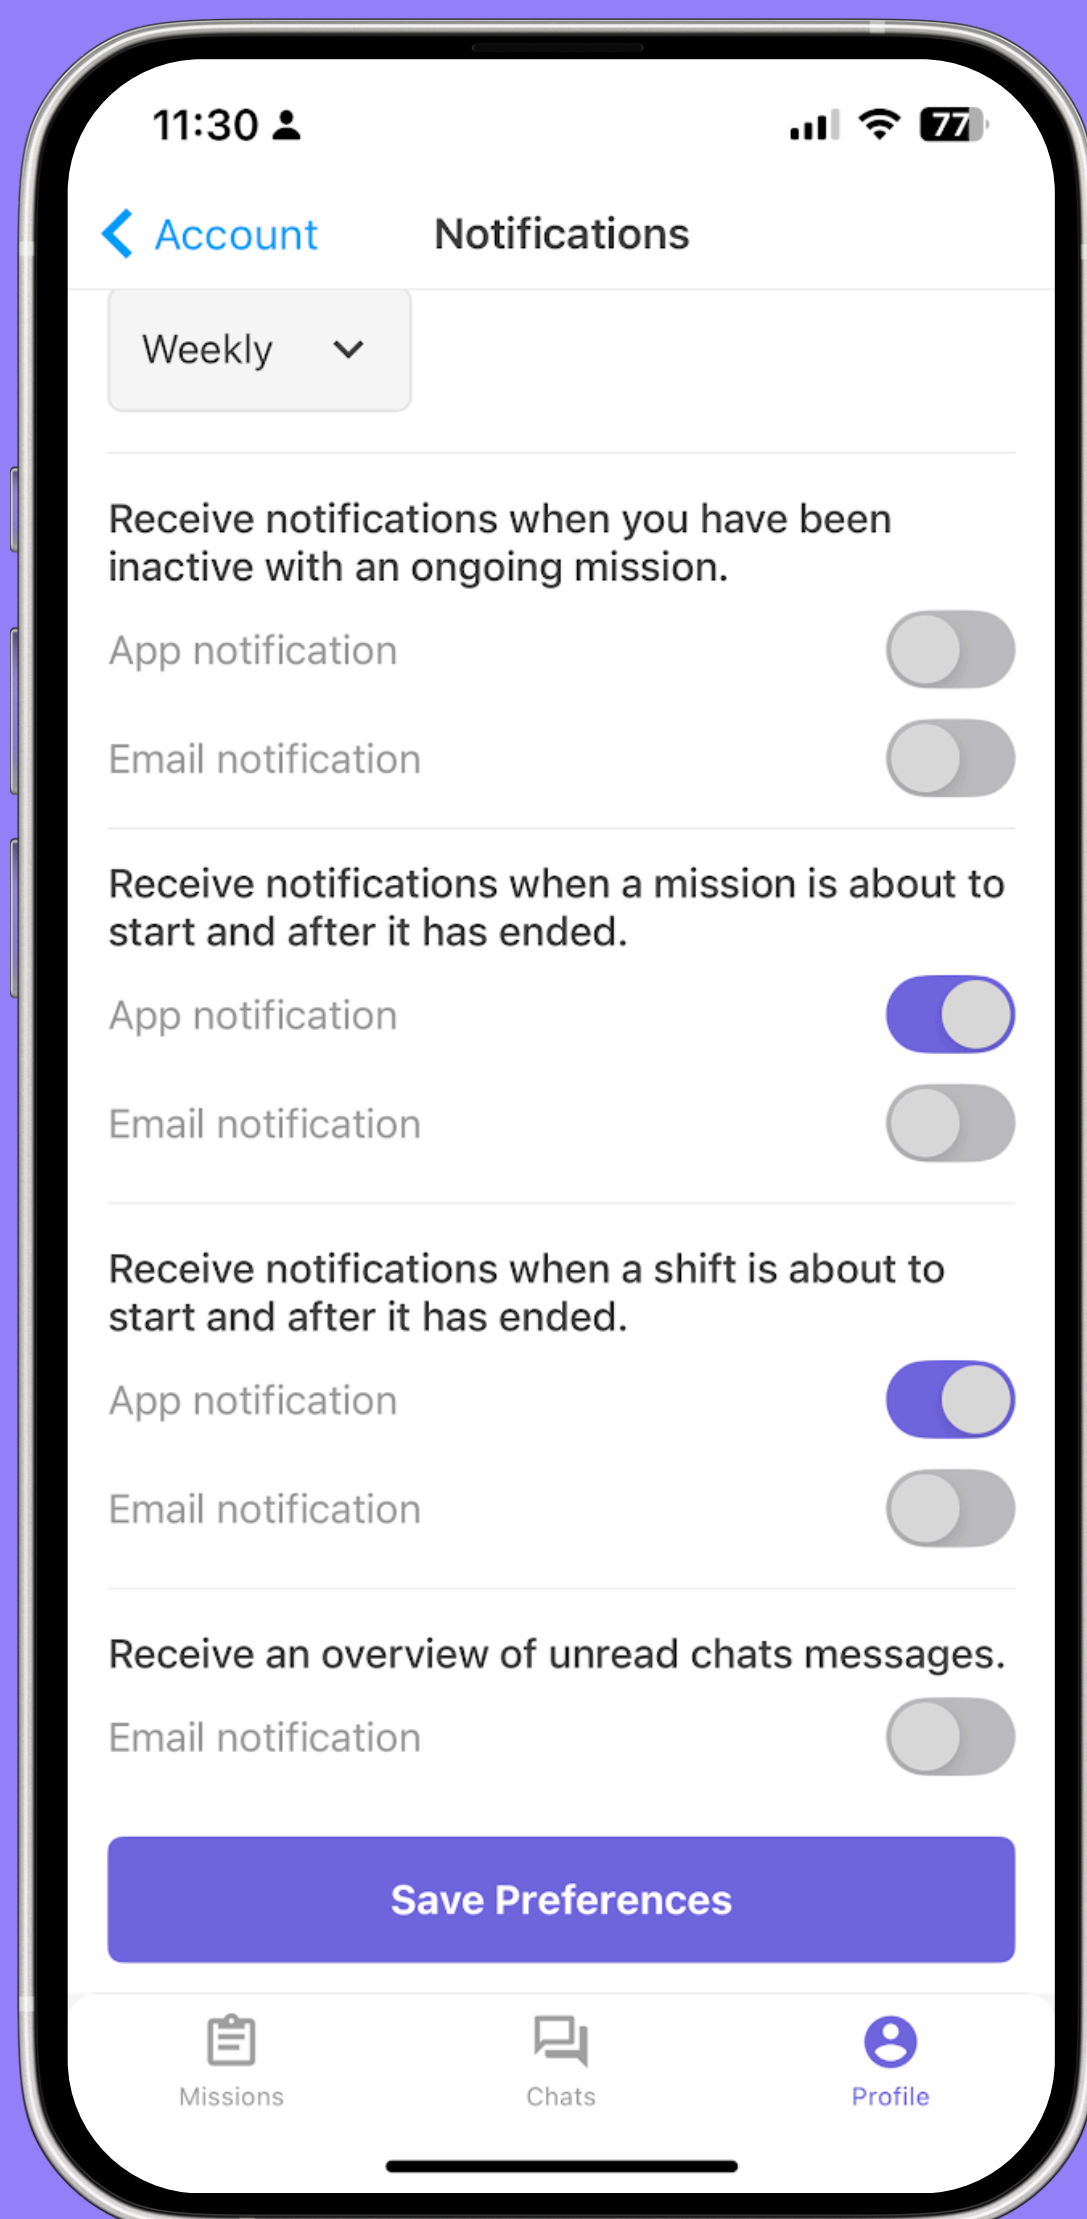 11:30
77
Account
Notifications
Weekly
Receive notifications when you have been
inactive with an ongoing mission.
App notification
Email notification
Receive notifications when a mission is about to
start and after it has ended.
App notification
Email notification
Receive notifications when a shift is about to
start and after it has ended.
App notification
Email notification
Receive an overview of unread chats messages.
Email notification
Save Preferences
Missions
Chats
Profile